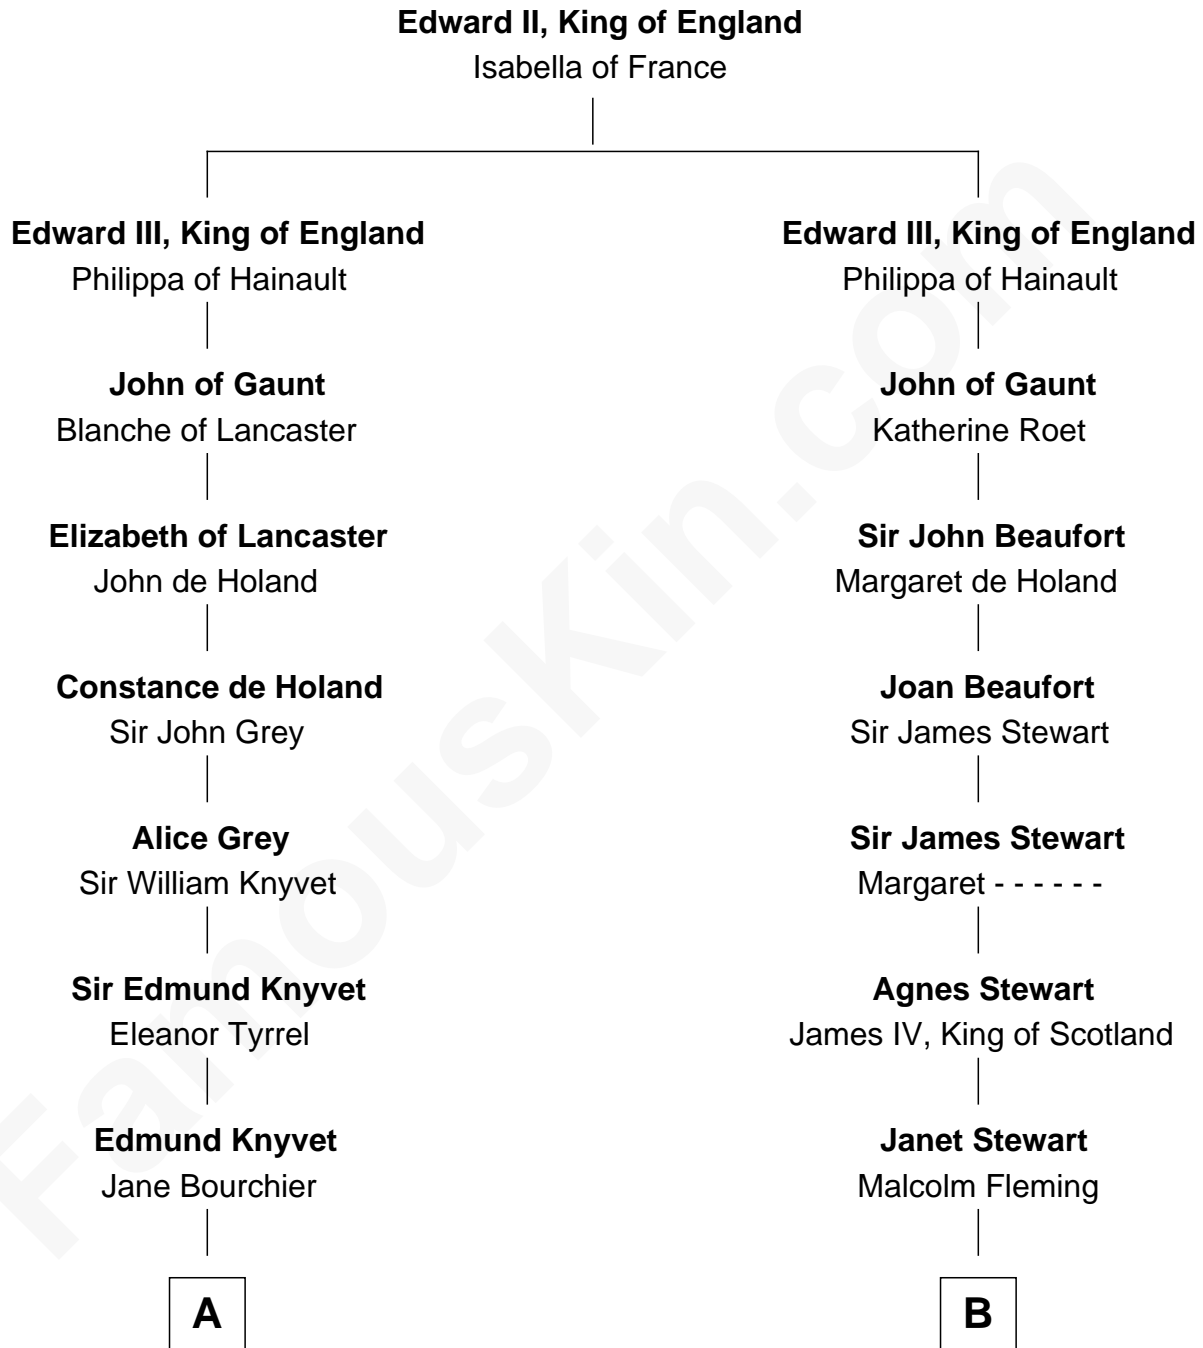 Edward II, King of England
Isabella of France
Edward III, King of England
Philippa of Hainault
John of Gaunt
Blanche of Lancaster
Elizabeth of Lancaster
John de Holand
Constance de Holand
Sir John Grey
Alice Grey
Sir William Knyvet
Sir Edmund Knyvet
Eleanor Tyrrel
Edmund Knyvet
Jane Bourchier
A
Edward III, King of England
Philippa of Hainault
John of Gaunt
Katherine Roet
Sir John Beaufort
Margaret de Holand
Joan Beaufort
Sir James Stewart
Sir James Stewart
Margaret - - - - - -
Agnes Stewart
James IV, King of Scotland
Janet Stewart
Malcolm Fleming
B
FamousKin.com